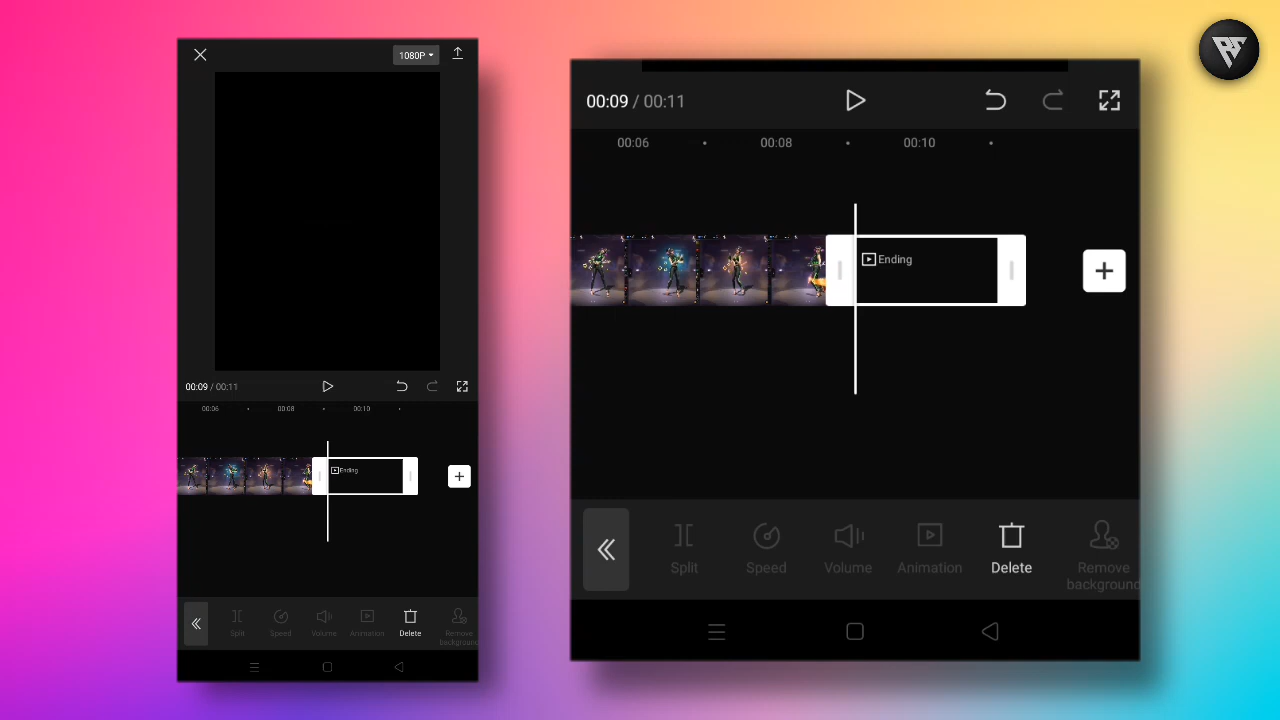 1080P
00:09 / 00:11
00:06
00:08
00:10
Ending
Split
Speed
Volume
Animation
Delete
Remove
background
00:09 / 00:11
00:06
00:08
00:10
Ending
Split
Speed
Volume
Animation
Delete
Remove
background